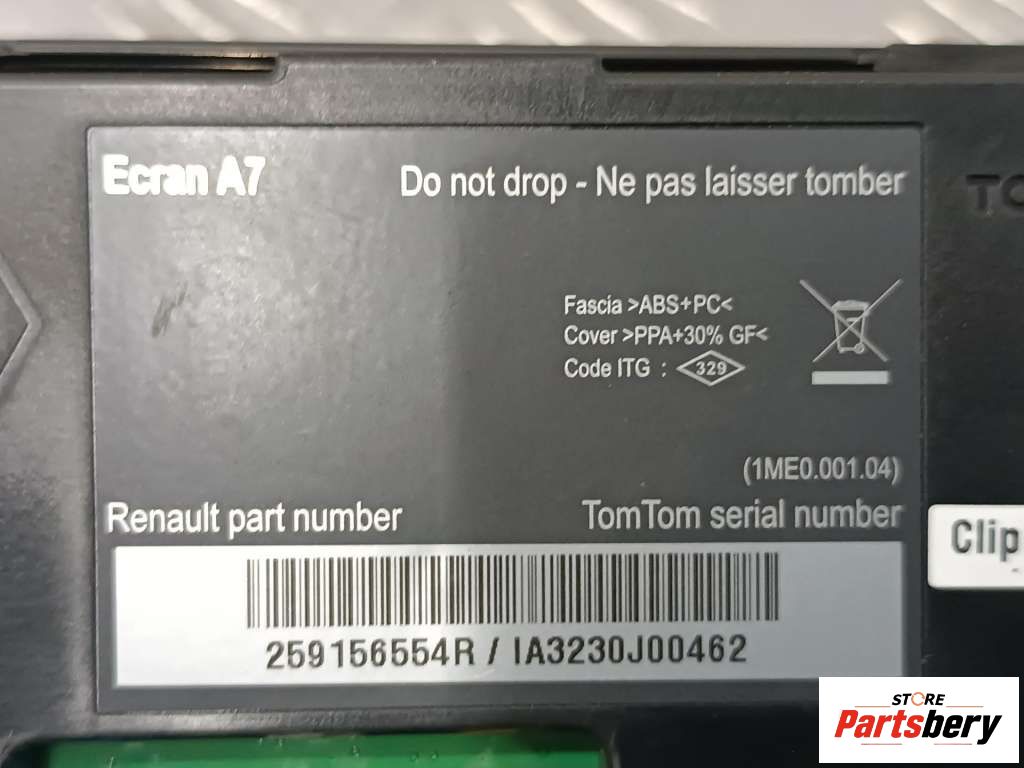 Ecran A7
Do not drop - Ne pas laisser tomber
Fascia >ABS+PC<
Cover >PPA+30% GF<
Code ITG : 329
(1ME0.001.04)
Renault part number
TomTom serial number
Clip
259156554R / IA3230J00462
STORE
Partsbery